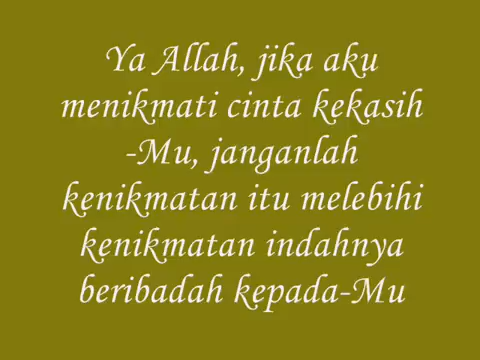 Ya Allah, jika aku
menikmati cinta kekasih
-Mu, janganlah
kenikmatan itu melebihi
kenikmatan indahnya
beribadah kepada-Mu